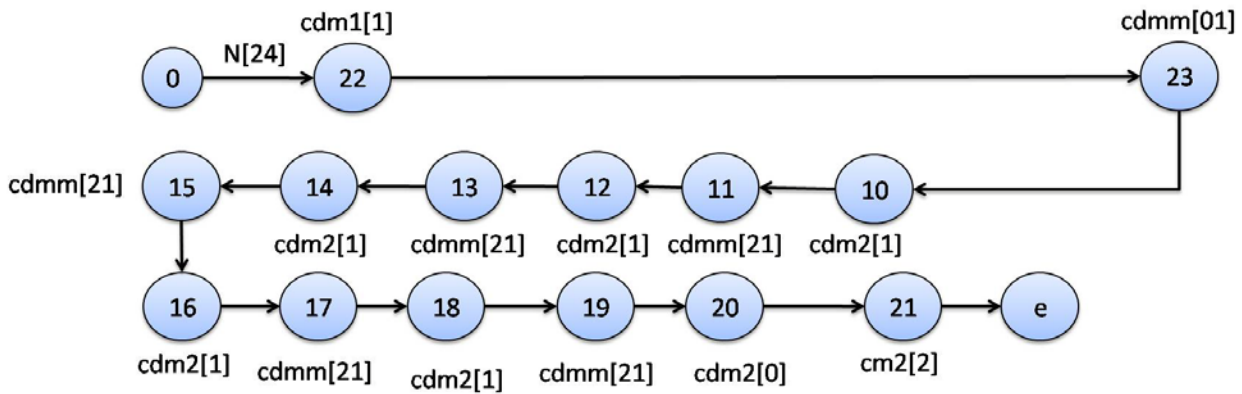 cdm1[1]
cdmm[01]
N[24]
0
22
23
cdmm[21]
15
14
13
12
11
10
cdm2[1]
cdmm[21]
cdm2[1]
cdmm[21]
cdm2[1]
16
17
18
19
20
21
e
cdm2[1]
cdmm[21]
cdm2[1]
cdmm[21]
cdm2[0]
cm2[2]